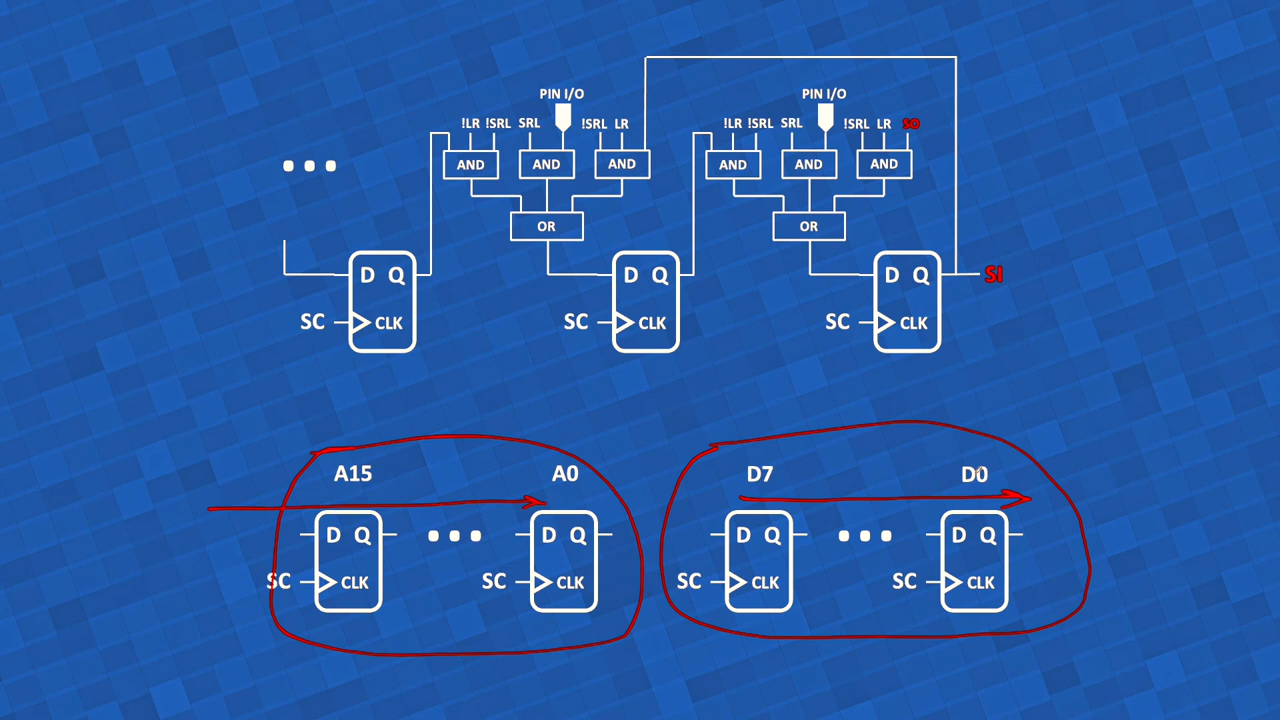 PIN I/O PIN I/O
!LR !SRL SRL !SRL LR !LR !SRL SRL !SRL LR SO
AND AND AND AND AND AND
OR OR
D Q D Q D Q SI
SC CLK SC CLK SC CLK
A15 A0 D7 D0
D Q D Q D Q D Q
SC CLK SC CLK SC CLK SC CLK